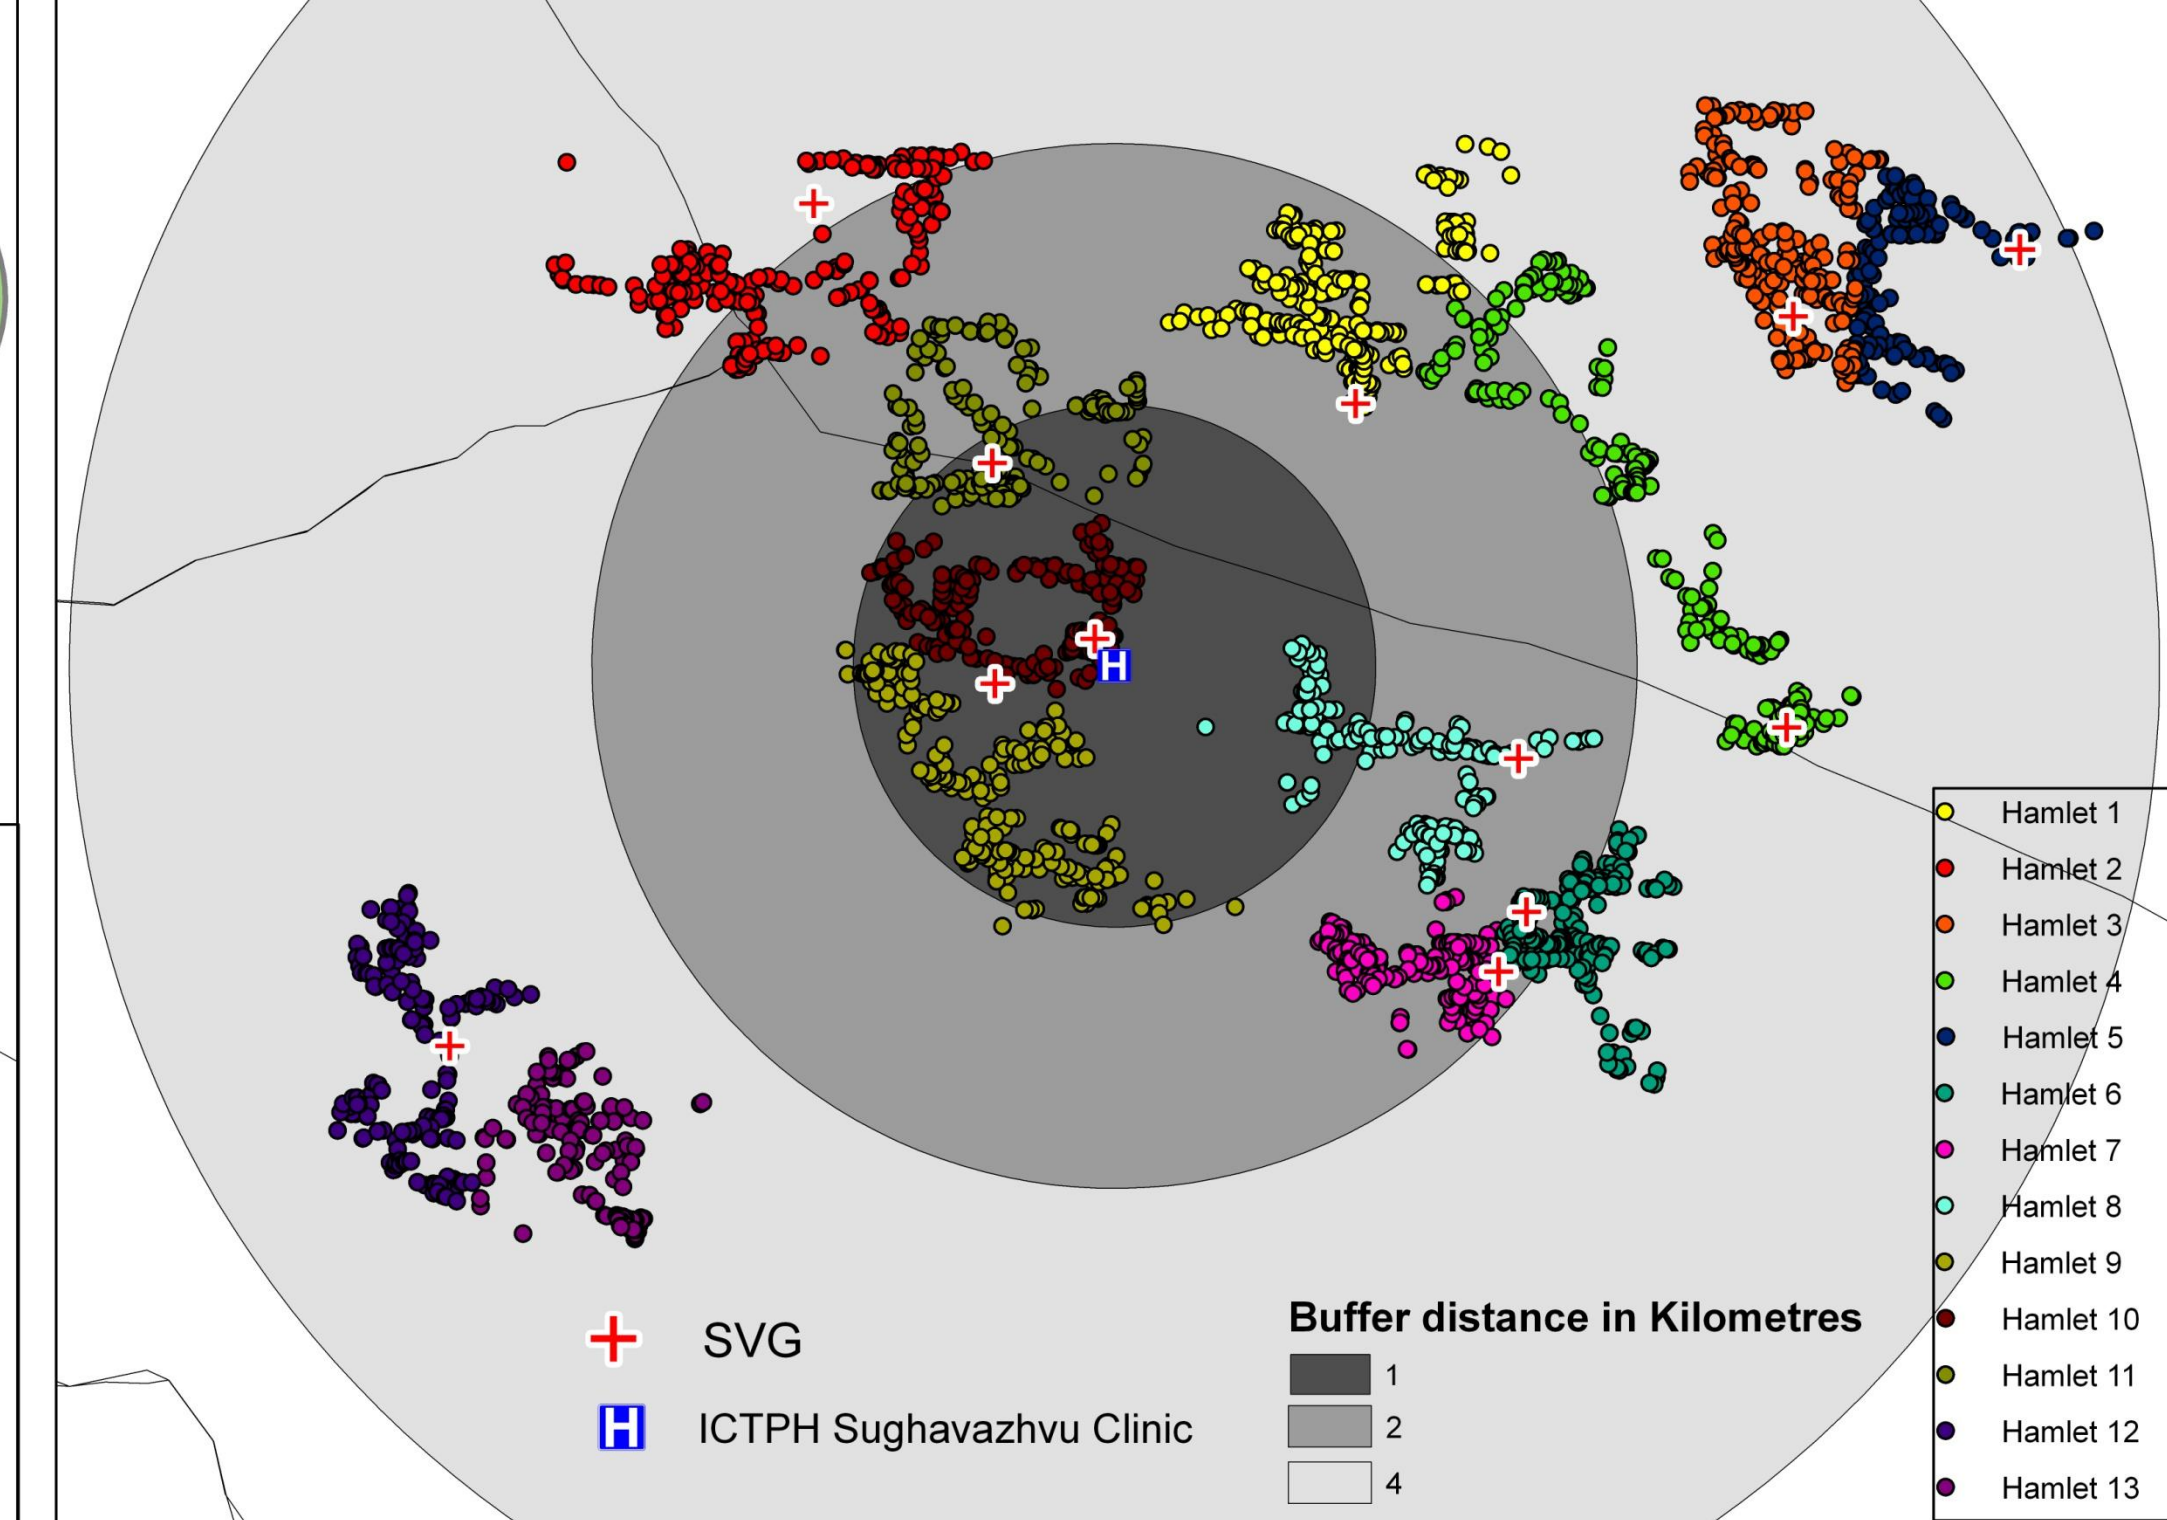 Hamlet 1
Hamlet 2
Hamlet 3
Hamlet 4
Hamlet 5
Hamlet 6
Hamlet 7
Hamlet 8
Hamlet 9
Hamlet 10
Hamlet 11
Hamlet 12
Hamlet 13
H
SVG
H ICTPH Sughavazhvu Clinic
Buffer distance in Kilometres
1
2
4